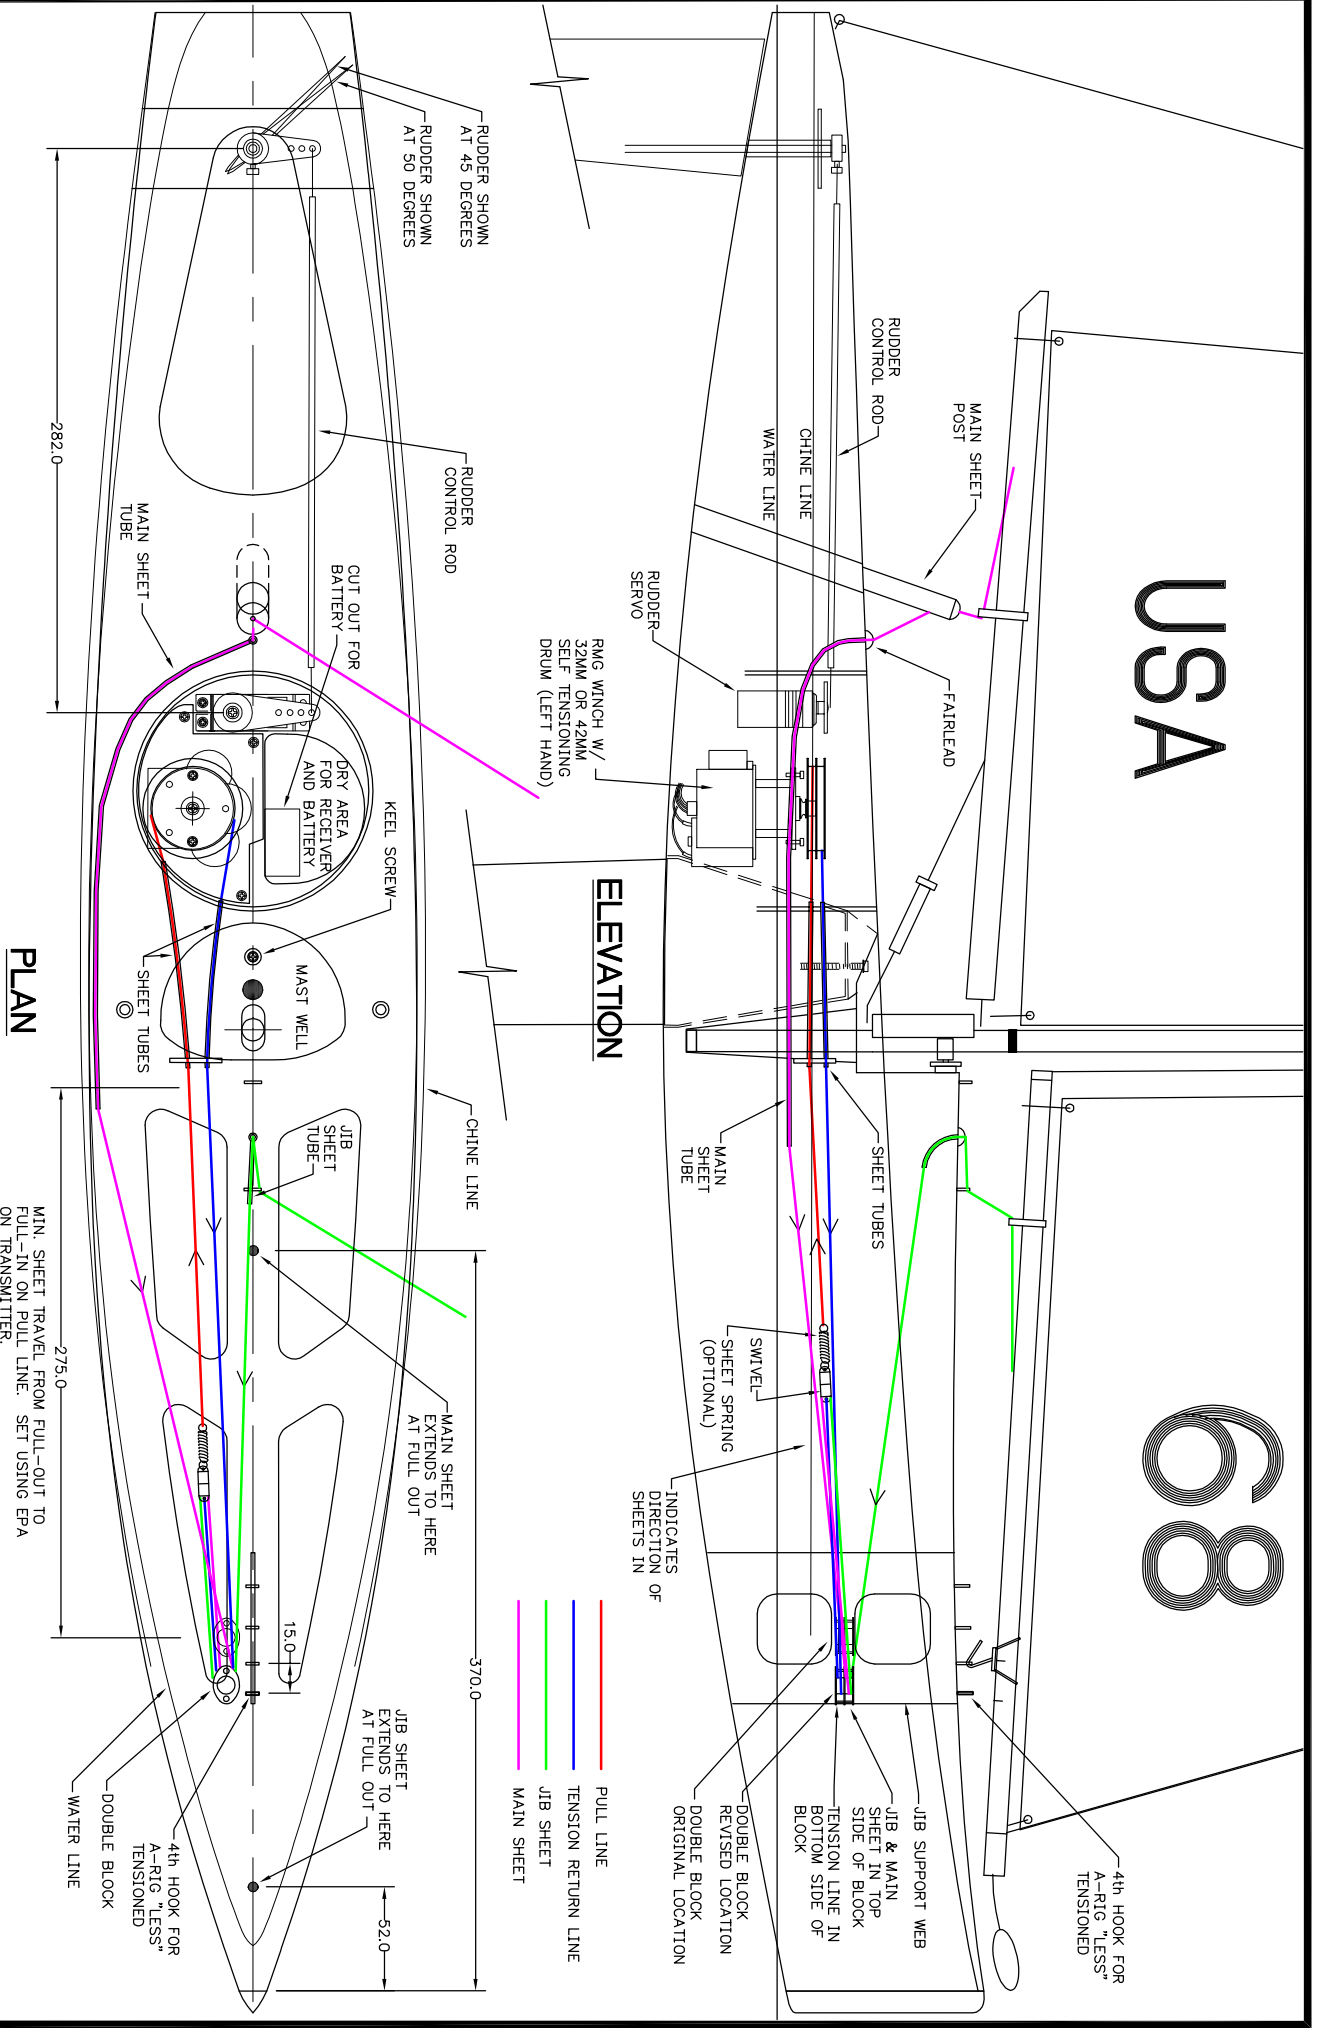 USA
68
MAIN SHEET
POST
RUDDER
CONTROL ROD
CHINE LINE
WATER LINE
FAIRLEAD
RUDDER
SERVO
RMG WINCH W/
32MM OR 42MM
SELF TENSIONING
DRUM (LEFT HAND)
ELEVATION
MAIN
SHEET
TUBE
SHEET TUBES
SWIVEL
SHEET SPRING
(OPTIONAL)
INDICATES
DIRECTION OF
SHEETS IN
4th HOOK FOR
A-RIG "LESS"
TENSIONED
JIB SUPPORT WEB
JIB & MAIN
SHEET IN TOP
SIDE OF BLOCK
TENSION LINE IN
BOTTOM SIDE OF
BLOCK
DOUBLE BLOCK
REVISED LOCATION
DOUBLE BLOCK
ORIGINAL LOCATION
PULL LINE
TENSION RETURN LINE
JIB SHEET
MAIN SHEET
RUDDER SHOWN
AT 45 DEGREES
RUDDER SHOWN
AT 50 DEGREES
RUDDER
CONTROL ROD
CUT OUT FOR
BATTERY
DRY AREA
FOR RECEIVER
AND BATTERY
KEEL SCREW
MAST WELL
MAIN SHEET
TUBE
SHEET TUBES
282.0
CHINE LINE
JIB
SHEET
TUBE
MAIN SHEET
EXTENDS TO HERE
AT FULL OUT
370.0
15.0
JIB SHEET
EXTENDS TO HERE
AT FULL OUT
52.0
4th HOOK FOR
A-RIG "LESS"
TENSIONED
DOUBLE BLOCK
WATER LINE
275.0
MIN. SHEET TRAVEL FROM FULL-OUT TO
FULL-IN ON PULL LINE. SET USING EPA
ON TRANSMITTER.
PLAN